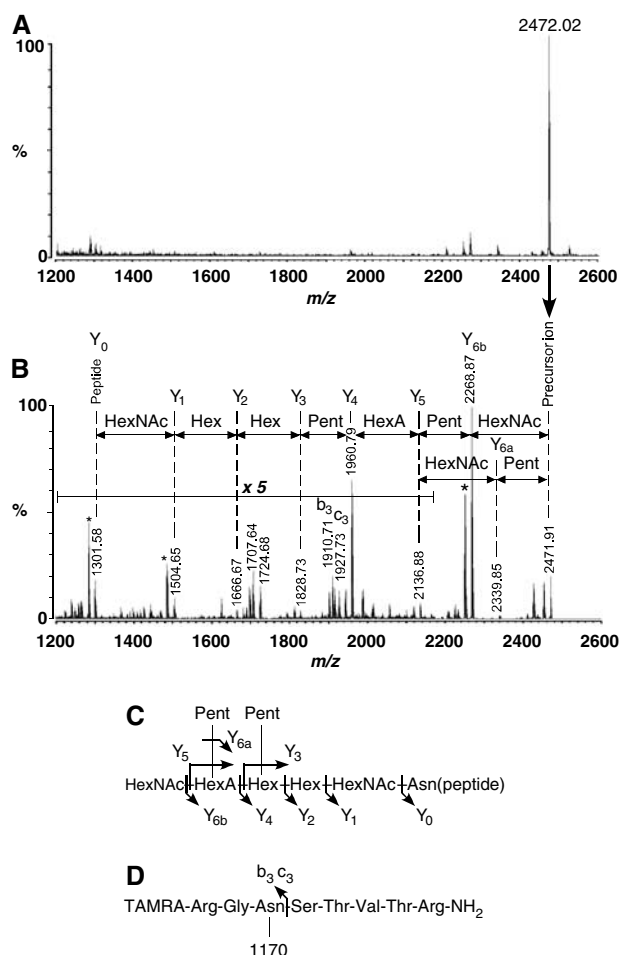 A
2472.02
100
%
0
1200 1400 1600 1800 2000 2200 2400 2600
m/z
B
Peptide Y0
Y1
Y2
Y3
Y4
Y5
Y6b
2268.87
Precursor ion
HexNAc Hex Hex Pent HexA Pent HexNAc
Y6a
HexNAc Pent
x 5
100
%
0
* 1301.58
* 1504.65
1666.67
1707.64
1724.68
1828.73
b3 c3
1910.71
1927.73
1960.79
2136.88
*
2339.85
2471.91
1200 1400 1600 1800 2000 2200 2400 2600
m/z
C
Pent Pent
Y6a
Y5 Y3
HexNAc HexA Hex Hex HexNAc Asn(peptide)
Y6b Y4 Y2 Y1 Y0
D
b3 c3
TAMRA-Arg-Gly-Asn-Ser-Thr-Val-Thr-Arg-NH2
1170